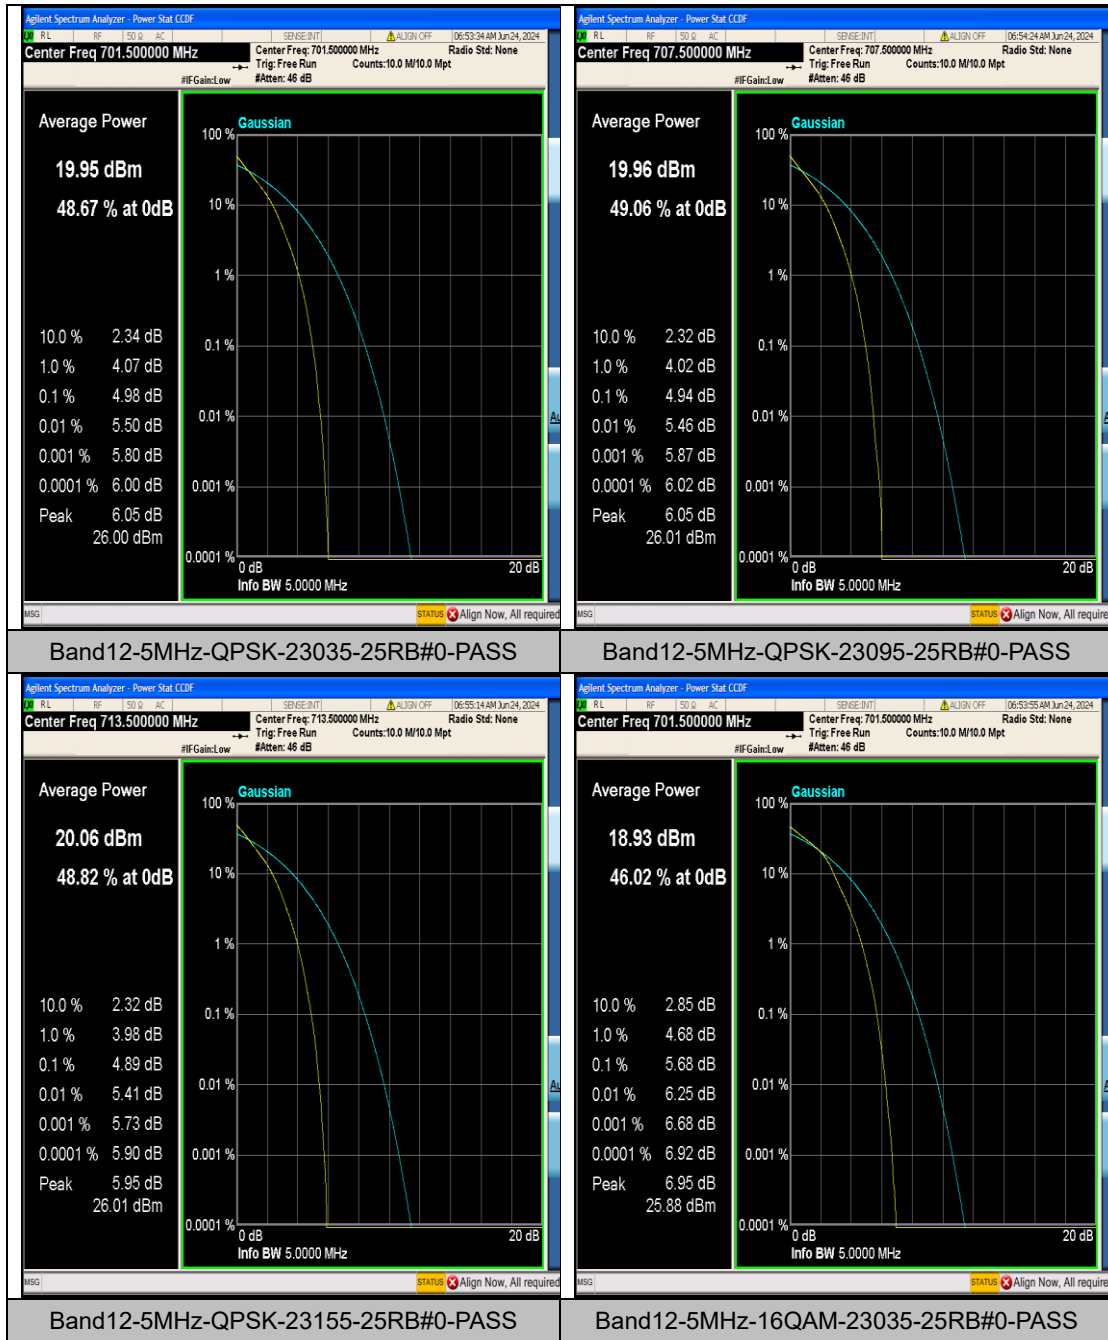 Agilent Spectrum Analyzer - Power Stat CCDF
RL RF 50 Ω AC SENSE:INT ALIGN OFF 06:53:34 AM Jun 24, 2024
Center Freq 701.500000 MHz
Center Freq: 701.500000 MHz Radio Std: None
Trig: Free Run Counts:10.0 M/10.0 Mpt
#IFGain:Low #Atten: 46 dB
Average Power
19.95 dBm
48.67 % at 0dB
10.0 % 2.34 dB
1.0 % 4.07 dB
0.1 % 4.98 dB
0.01 % 5.50 dB
0.001 % 5.80 dB
0.0001 % 6.00 dB
Peak 6.05 dB
26.00 dBm
Gaussian
100 %
10 %
1 %
0.1 %
0.01 %
0.001 %
0.0001 %
0 dB 20 dB
Info BW 5.0000 MHz
MSG STATUS Align Now, All required
Band12-5MHz-QPSK-23035-25RB#0-PASS
Agilent Spectrum Analyzer - Power Stat CCDF
RL RF 50 Ω AC SENSE:INT ALIGN OFF 06:54:24 AM Jun 24, 2024
Center Freq 707.500000 MHz
Center Freq: 707.500000 MHz Radio Std: None
Trig: Free Run Counts:10.0 M/10.0 Mpt
#IFGain:Low #Atten: 46 dB
Average Power
19.96 dBm
49.06 % at 0dB
10.0 % 2.32 dB
1.0 % 4.02 dB
0.1 % 4.94 dB
0.01 % 5.46 dB
0.001 % 5.87 dB
0.0001 % 6.02 dB
Peak 6.05 dB
26.01 dBm
Gaussian
100 %
10 %
1 %
0.1 %
0.01 %
0.001 %
0.0001 %
0 dB 20 dB
Info BW 5.0000 MHz
MSG STATUS Align Now, All require
Band12-5MHz-QPSK-23095-25RB#0-PASS
Agilent Spectrum Analyzer - Power Stat CCDF
RL RF 50 Ω AC SENSE:INT ALIGN OFF 06:55:14 AM Jun 24, 2024
Center Freq 713.500000 MHz
Center Freq: 713.500000 MHz Radio Std: None
Trig: Free Run Counts:10.0 M/10.0 Mpt
#IFGain:Low #Atten: 46 dB
Average Power
20.06 dBm
48.82 % at 0dB
10.0 % 2.32 dB
1.0 % 3.98 dB
0.1 % 4.89 dB
0.01 % 5.41 dB
0.001 % 5.73 dB
0.0001 % 5.90 dB
Peak 5.95 dB
26.01 dBm
Gaussian
100 %
10 %
1 %
0.1 %
0.01 %
0.001 %
0.0001 %
0 dB 20 dB
Info BW 5.0000 MHz
MSG STATUS Align Now, All required
Band12-5MHz-QPSK-23155-25RB#0-PASS
Agilent Spectrum Analyzer - Power Stat CCDF
RL RF 50 Ω AC SENSE:INT ALIGN OFF 06:53:55 AM Jun 24, 2024
Center Freq 701.500000 MHz
Center Freq: 701.500000 MHz Radio Std: None
Trig: Free Run Counts:10.0 M/10.0 Mpt
#IFGain:Low #Atten: 46 dB
Average Power
18.93 dBm
46.02 % at 0dB
10.0 % 2.85 dB
1.0 % 4.68 dB
0.1 % 5.68 dB
0.01 % 6.25 dB
0.001 % 6.68 dB
0.0001 % 6.92 dB
Peak 6.95 dB
25.88 dBm
Gaussian
100 %
10 %
1 %
0.1 %
0.01 %
0.001 %
0.0001 %
0 dB 20 dB
Info BW 5.0000 MHz
MSG STATUS Align Now, All require
Band12-5MHz-16QAM-23035-25RB#0-PASS